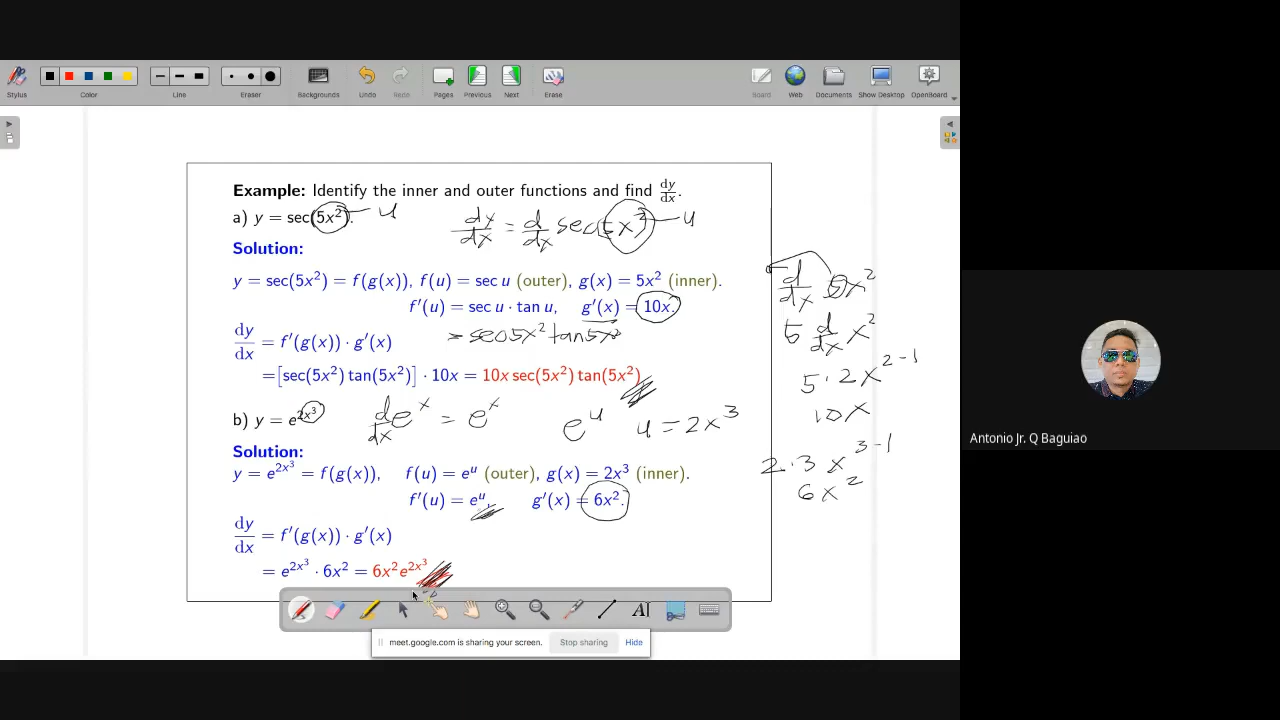 Stylus Color Line Eraser Backgrounds Undo Redo Pages Previous Next Erase Board Web Documents Show Desktop OpenBoard
Example: Identify the inner and outer functions and find dy/dx.
a) y = sec(5x²). u dy/dx = d/dx sec(5x²) u
Solution:
y = sec(5x²) = f(g(x)), f(u) = sec u (outer), g(x) = 5x² (inner).
f′(u) = sec u · tan u, g′(x) = 10x.
dy/dx = f′(g(x)) · g′(x) = sec5x² tan5x²
=[sec(5x²) tan(5x²)] · 10x = 10x sec(5x²) tan(5x²)
b) y = e^{2x³} d/dx e^x = e^x e^u u = 2x³
Solution:
y = e^{2x³} = f(g(x)), f(u) = e^u (outer), g(x) = 2x³ (inner).
f′(u) = e^u, g′(x) = 6x².
dy/dx = f′(g(x)) · g′(x)
= e^{2x³} · 6x² = 6x²e^{2x³}
d/dx 5x²
5 d/dx x²
5·2x^{2-1}
10x
2·3x^{3-1}
6x²
meet.google.com is sharing your screen. Stop sharing Hide
Antonio Jr. Q Baguiao